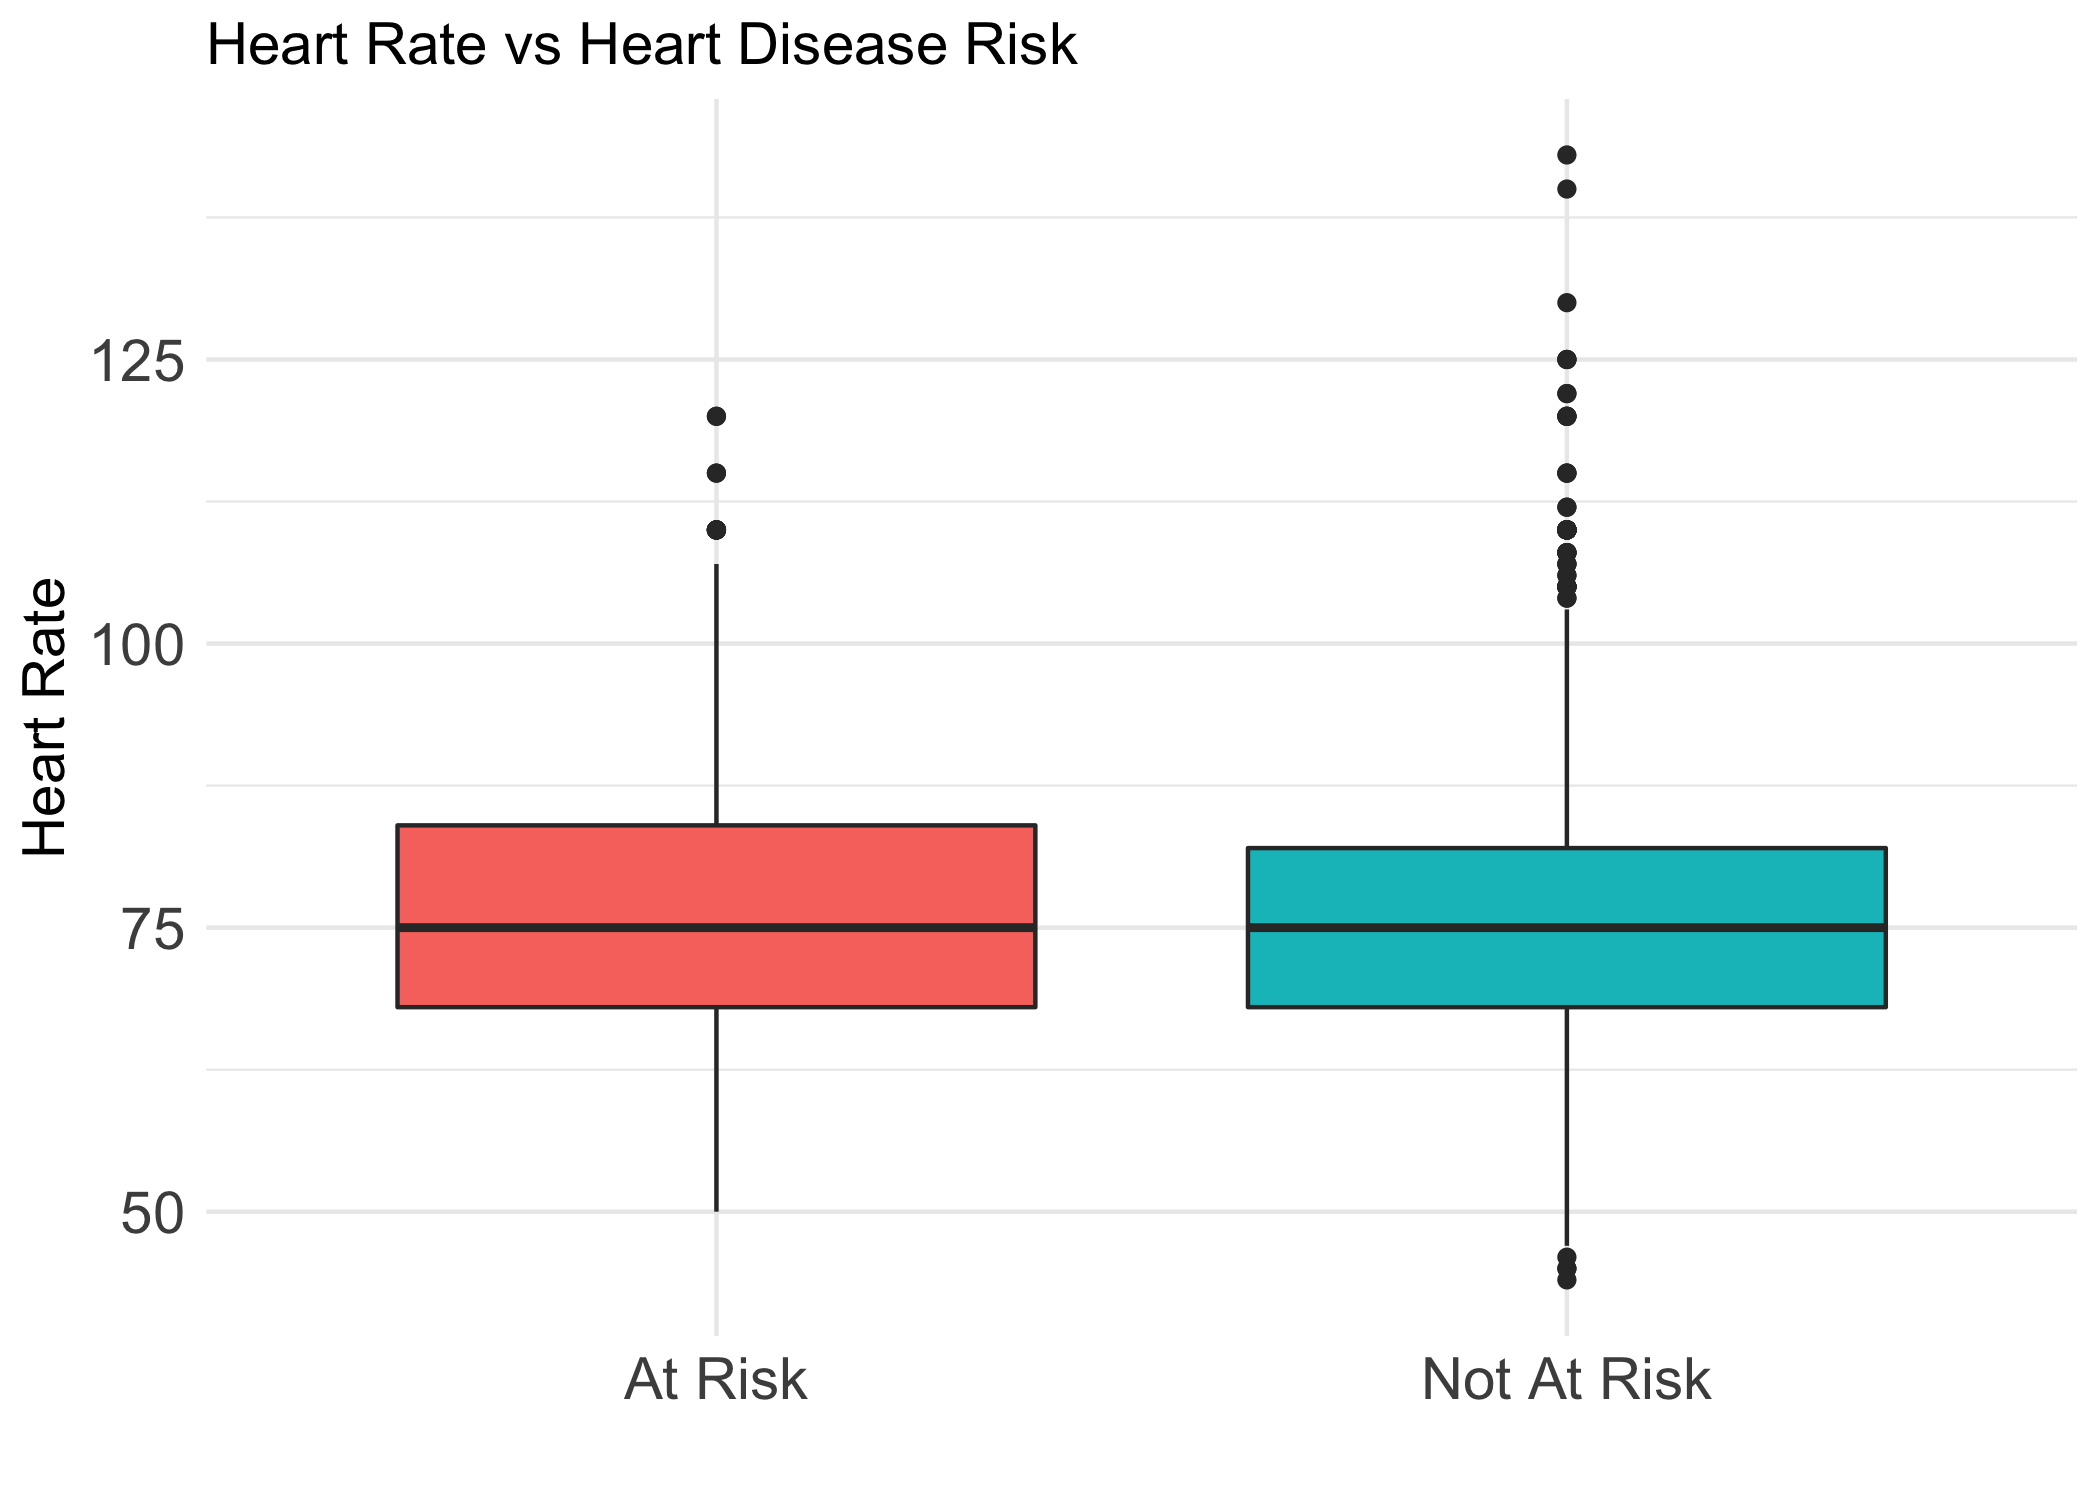 Heart Rate vs Heart Disease Risk
Heart Rate
125
100
75
50
At Risk
Not At Risk